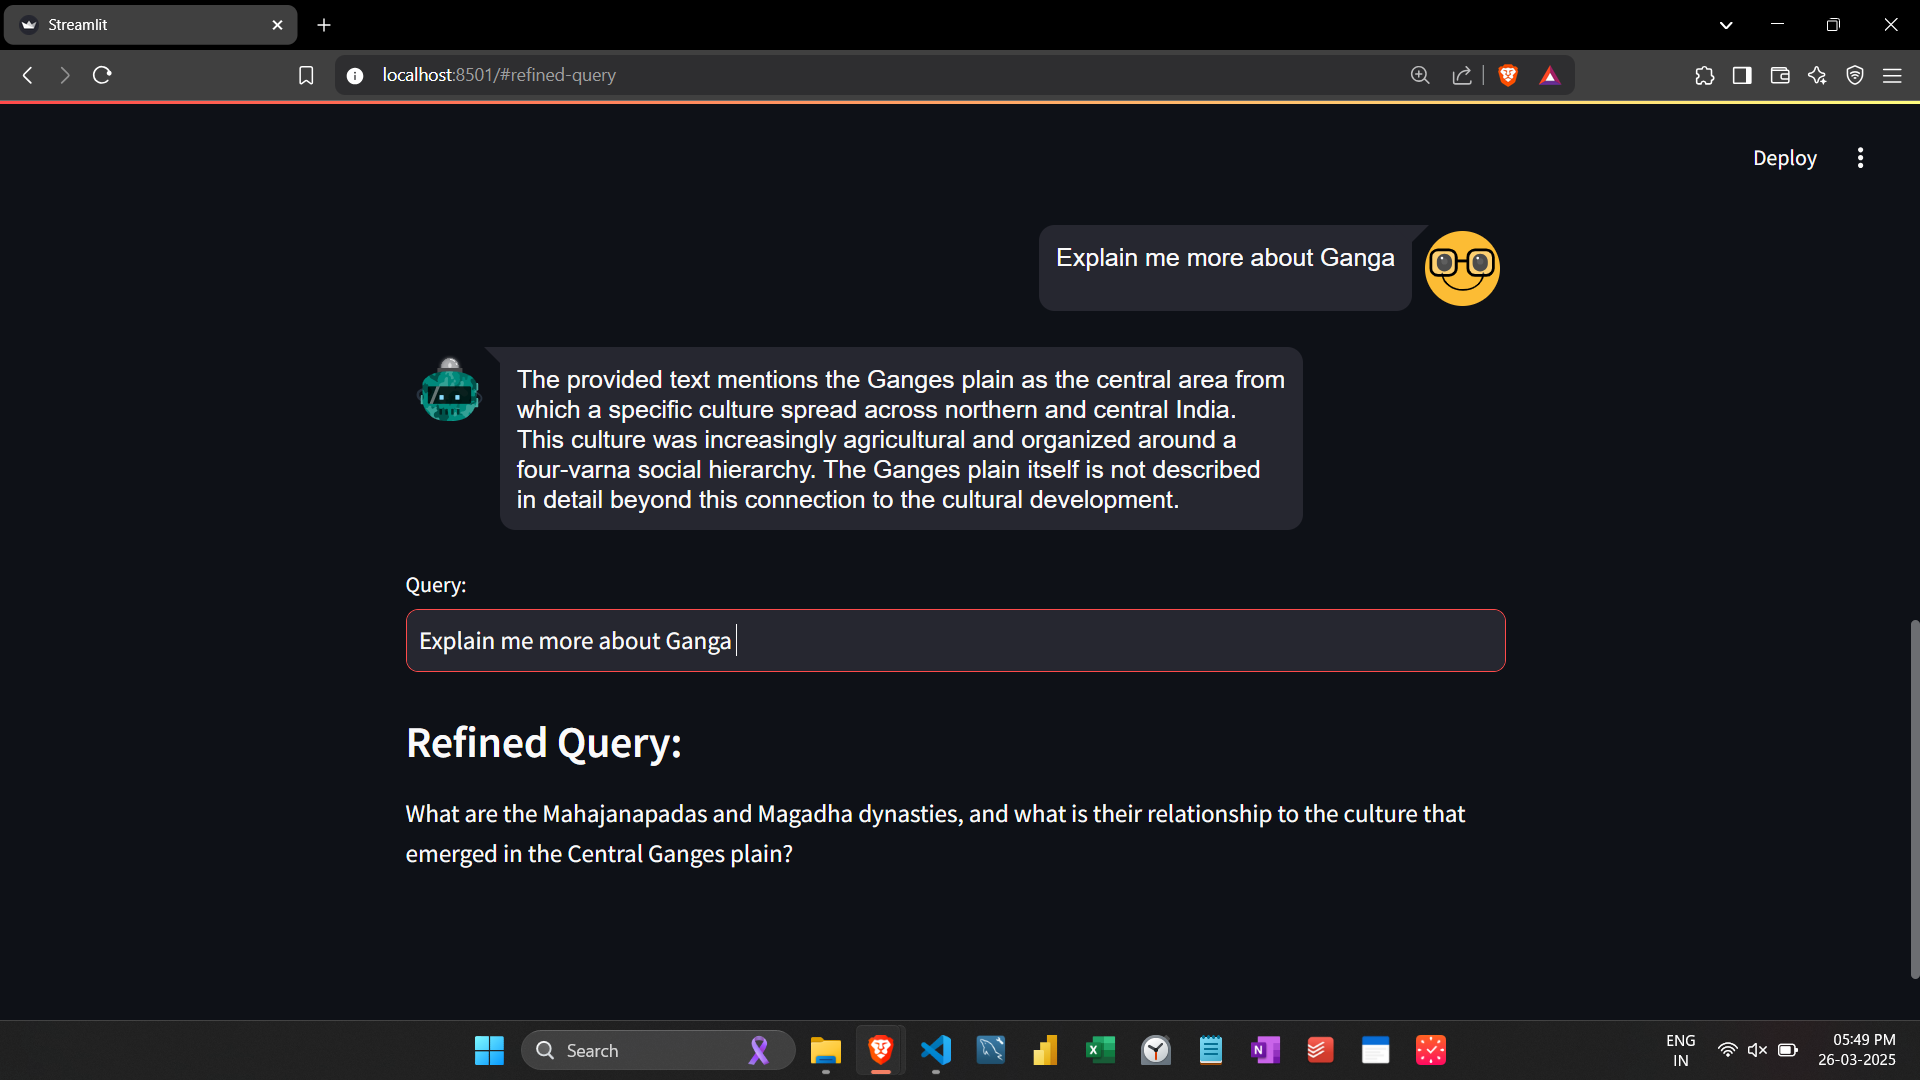 Streamlit
localhost:8501/#refined-query
Deploy
Explain me more about Ganga
The provided text mentions the Ganges plain as the central area from
which a specific culture spread across northern and central India.
This culture was increasingly agricultural and organized around a
four-varna social hierarchy. The Ganges plain itself is not described
in detail beyond this connection to the cultural development.
Query:
Explain me more about Ganga
Refined Query:
What are the Mahajanapadas and Magadha dynasties, and what is their relationship to the culture that
emerged in the Central Ganges plain?
Search
ENG
IN
05:49 PM
26-03-2025